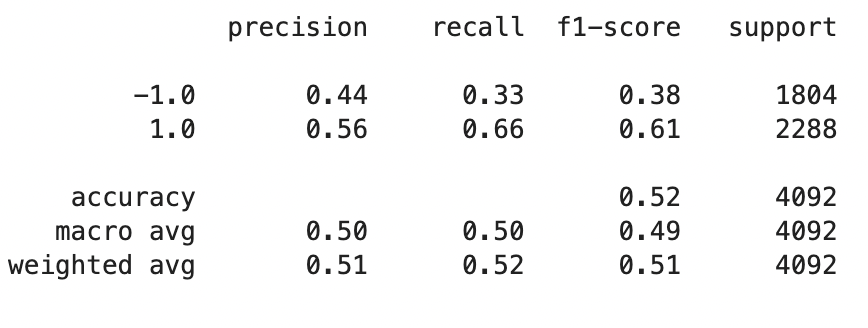 precision recall f1-score support
-1.0 0.44 0.33 0.38 1804
1.0 0.56 0.66 0.61 2288
accuracy 0.52 4092
macro avg 0.50 0.50 0.49 4092
weighted avg 0.51 0.52 0.51 4092